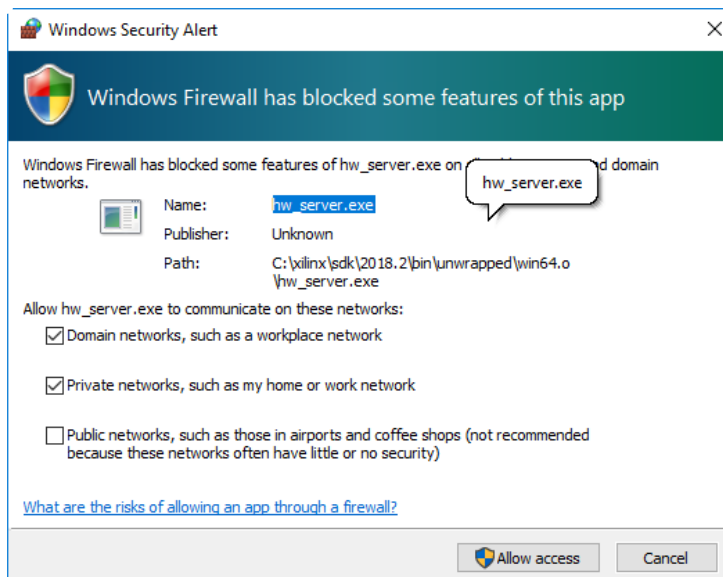 Windows Security Alert
Windows Firewall has blocked some features of this app
Windows Firewall has blocked some features of hw_server.exe on domain
networks.
hw_server.exe
Name: hw_server.exe
Publisher: Unknown
Path: C:\xilinx\sdk\2018.2\bin\unwrapped\win64.o
\hw_server.exe
Allow hw_server.exe to communicate on these networks:
Domain networks, such as a workplace network
Private networks, such as my home or work network
Public networks, such as those in airports and coffee shops (not recommended
because these networks often have little or no security)
What are the risks of allowing an app through a firewall?
Allow access Cancel